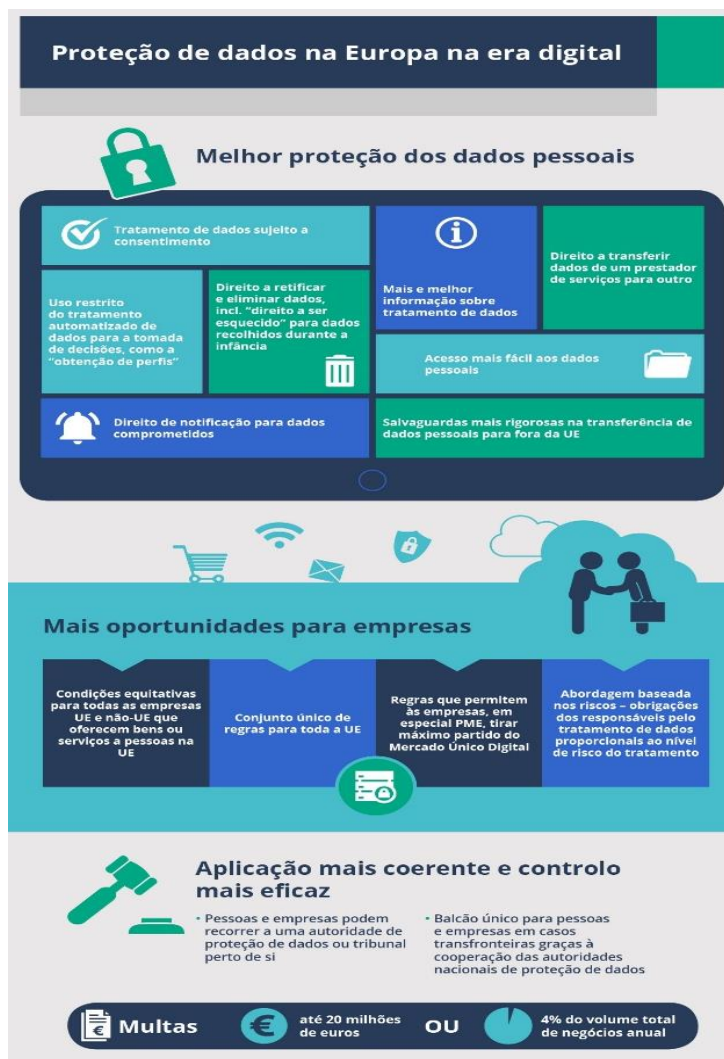 Proteção de dados na Europa na era digital
Melhor proteção dos dados pessoais
Tratamento de dados sujeito a
consentimento
Uso restrito
do tratamento
automatizado de
dados para a tomada
de decisões, como a
“obtenção de perfis”
Direito a retificar
e eliminar dados,
incl. “direito a ser
esquecido” para dados
recolhidos durante a
infância
Mais e melhor
informação sobre
tratamento de dados
Direito a transferir
dados de um prestador
de serviços para outro
Acesso mais fácil aos dados
pessoais
Direito de notificação para dados
comprometidos
Salvaguardas mais rigorosas na transferência de
dados pessoais para fora da UE
Mais oportunidades para empresas
Condições equitativas
para todas as empresas
UE e não-UE que
oferecem bens ou
serviços a pessoas na
UE
Conjunto único de
regras para toda a UE
Regras que permitem
às empresas, em
especial PME, tirar
máximo partido do
Mercado Único Digital
Abordagem baseada
nos riscos – obrigações
dos responsáveis pelo
tratamento de dados
proporcionais ao nível
de risco do tratamento
Aplicação mais coerente e controlo
mais eficaz
• Pessoas e empresas podem
recorrer a uma autoridade de
proteção de dados ou tribunal
perto de si
• Balcão único para pessoas
e empresas em casos
transfronteiras graças à
cooperação das autoridades
nacionais de proteção de dados
€ Multas
€ até 20 milhões
de euros
OU
4% do volume total
de negócios anual